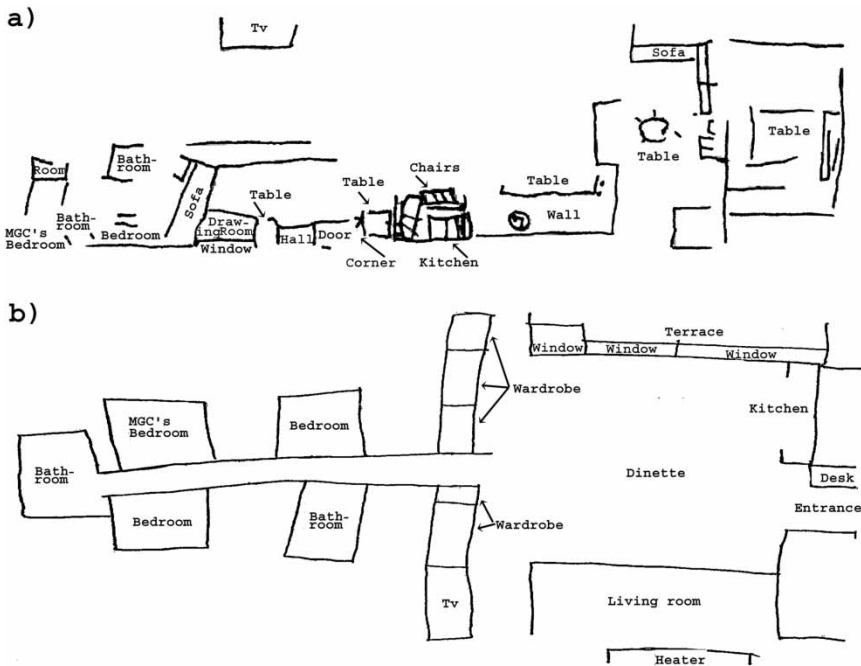 a)
Tv
Sofa
Table
Table
Room
Bath-
room
Chairs
Table
Table
Table
Sofa
Draw-
ingRoom
Wall
MGC's
Bedroom
Bath-
room
Bedroom
Window
Hall
Door
Corner
Kitchen
b)
Terrace
Window
Window
Window
Wardrobe
MGC's
Bedroom
Bedroom
Kitchen
Bath-
room
Dinette
Desk
Bedroom
Bath-
room
Wardrobe
Entrance
Tv
Living room
Heater